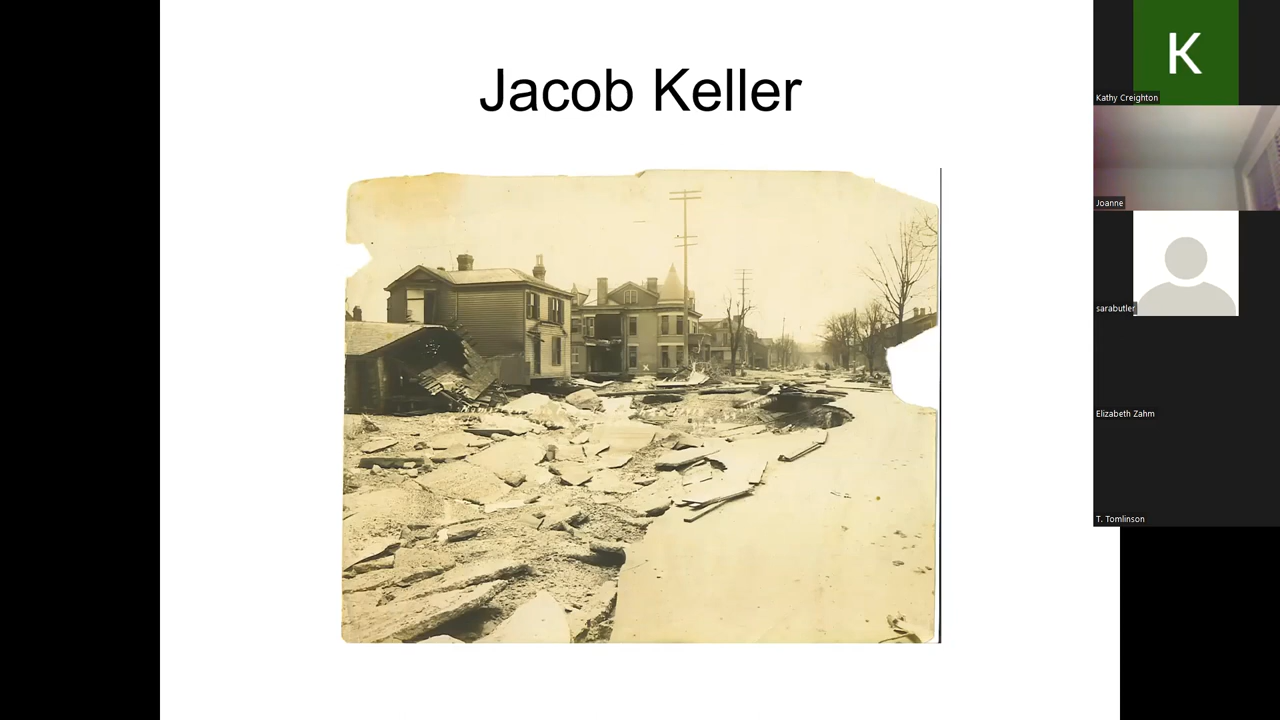 Jacob Keller
K
Kathy Creighton
Joanne
sarabutler
Elizabeth Zahm
T. Tomlinson